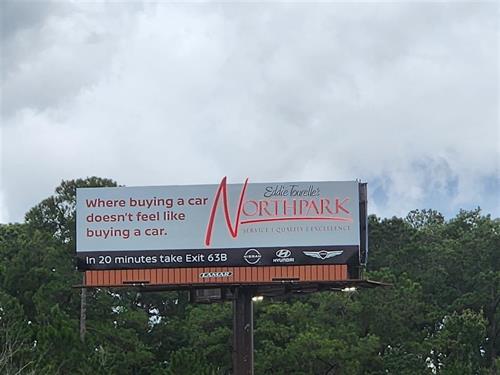 Where buying a car
doesn't feel like
buying a car.
Eddie Tourelle's
NORTHPARK
SERVICE | QUALITY | EXCELLENCE
In 20 minutes take Exit 63B
NISSAN
HYUNDAI
LAMAR